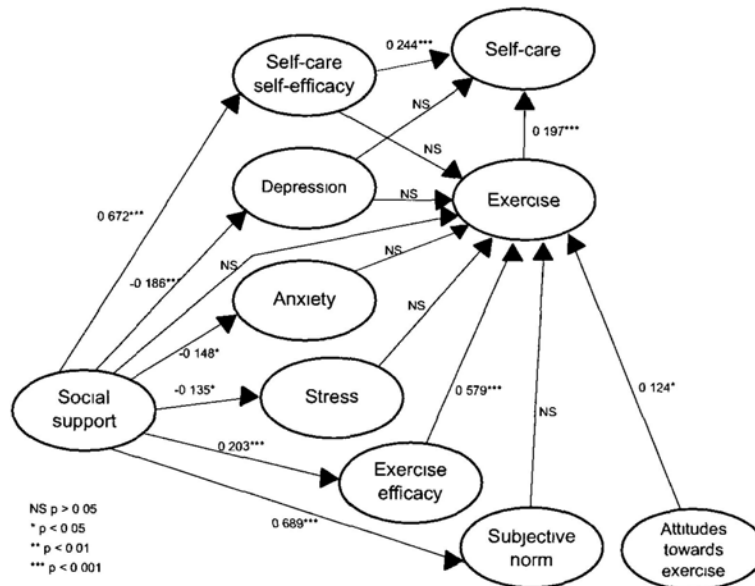 0 244***
Self-care
Self-care
self-efficacy
NS
NS
0 197***
Depression
NS
Exercise
0 672***
-0 186***
NS
NS
Anxiety
NS
-0 148*
Social
support
-0 135*
Stress
0 579***
0 124*
NS
0 203***
Exercise
efficacy
0 689***
Subjective
norm
Attitudes
towards
exercise
NS p > 0 05
* p < 0 05
** p < 0 01
*** p < 0 001